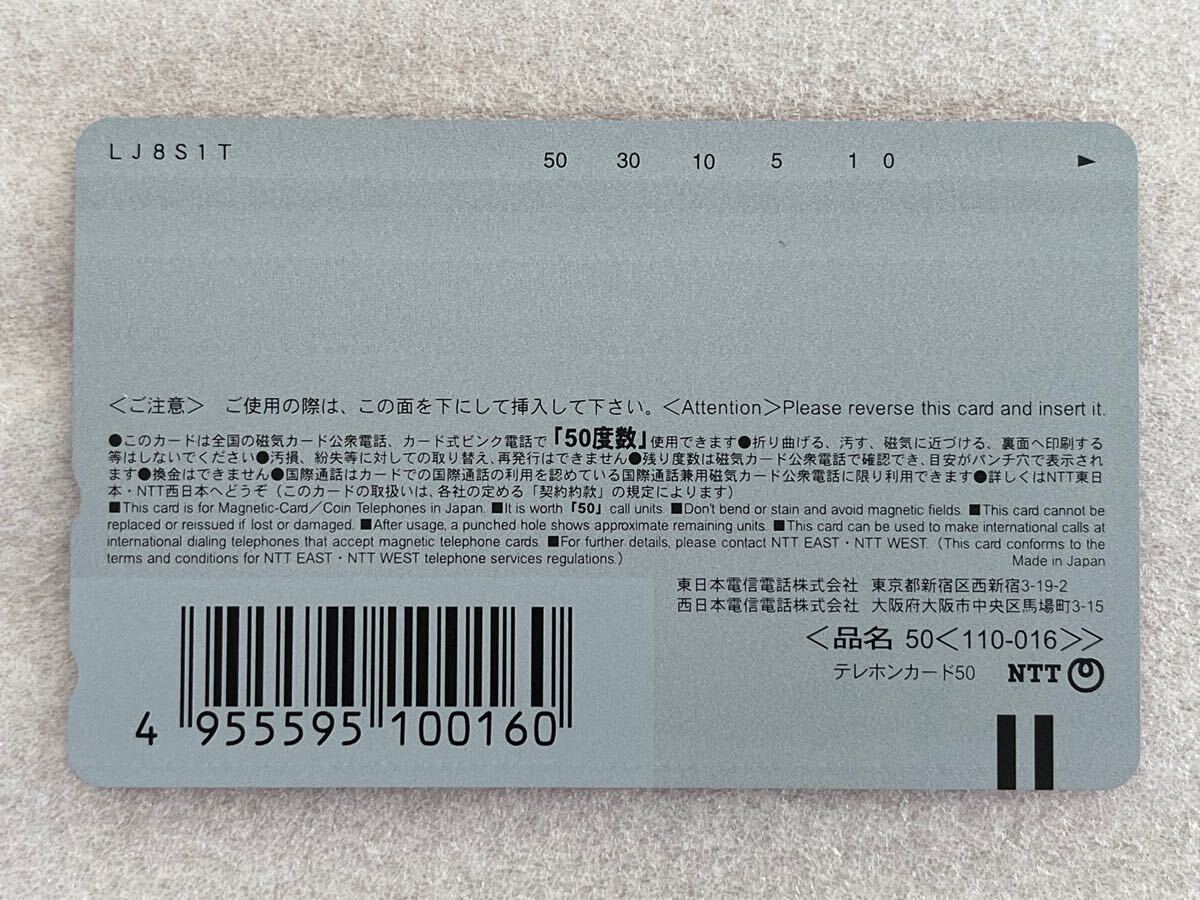 LJ8S1T
50 30 10 5 1 0 ►
＜ご注意＞ ご使用の際は、この面を下にして挿入して下さい。＜Attention＞Please reverse this card and insert it.
●このカードは全国の磁気カード公衆電話、カード式ピンク電話で「50度数」使用できます●折り曲げる、汚す、磁気に近づける、裏面へ印刷する
等はしないでください●汚損、紛失等に対しての取り替え、再発行はできません●残り度数は磁気カード公衆電話で確認でき、目安がパンチ穴で表示され
ます●換金はできません●国際通話はカードでの国際通話の利用を認めている国際通話兼用磁気カード公衆電話に限り利用できます●詳しくはNTT東日
本・NTT西日本へどうぞ（このカードの取扱いは、各社の定める「契約約款」の規定によります）
■This card is for Magnetic-Card／Coin Telephones in Japan. ■It is worth「50」call units. ■Don't bend or stain and avoid magnetic fields. ■This card cannot be
replaced or reissued if lost or damaged. ■After usage, a punched hole shows approximate remaining units. ■This card can be used to make international calls at
international dialing telephones that accept magnetic telephone cards. ■For further details, please contact NTT EAST・NTT WEST. (This card conforms to the
terms and conditions for NTT EAST・NTT WEST telephone services regulations.)
Made in Japan
東日本電信電話株式会社 東京都新宿区西新宿3-19-2
西日本電信電話株式会社 大阪府大阪市中央区馬場町3-15
＜品名 50＜110-016＞＞
テレホンカード50 NTT
4 955595 100160